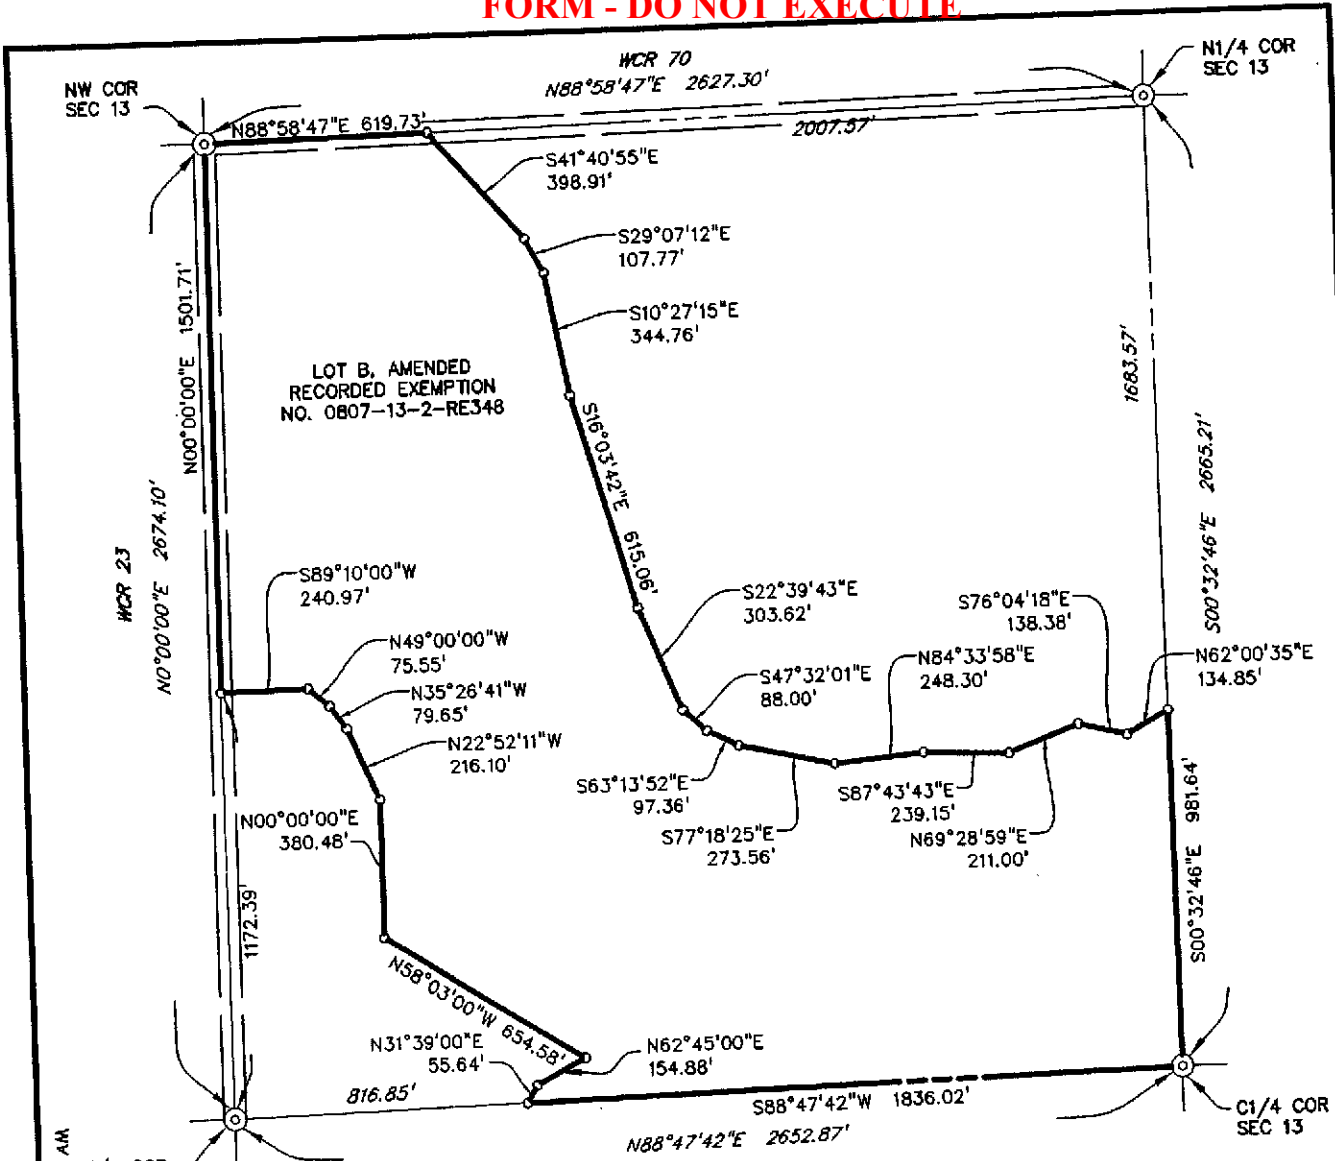 FORM - DO NOT EXECUTE
WCR 70
N88°58'47"E 2627.30'
N1/4 COR
SEC 13
NW COR
SEC 13
N88°58'47"E 619.73'
2007.57'
S41°40'55"E
398.91'
S29°07'12"E
107.77'
S10°27'15"E
344.76'
N00°00'00"E 1501.71'
LOT B, AMENDED
RECORDED EXEMPTION
NO. 0807-13-2-RE348
1683.57'
S16°03'42"E 615.06'
S00°32'46"E 2665.21'
WCR 23
N0°00'00"E 2674.10'
S89°10'00"W
240.97'
S22°39'43"E
303.62'
S76°04'18"E
138.38'
N49°00'00"W
75.55'
N84°33'58"E
248.30'
N62°00'35"E
134.85'
S47°32'01"E
88.00'
N35°26'41"W
79.65'
N22°52'11"W
216.10'
S63°13'52"E
97.36'
S87°43'43"E
239.15'
N00°00'00"E
380.48'
S77°18'25"E
273.56'
N69°28'59"E
211.00'
S00°32'46"E 981.64'
1172.39'
N58°03'00"W 654.58'
N31°39'00"E
55.64'
N62°45'00"E
154.88'
816.85'
S88°47'42"W 1836.02'
N88°47'42"E 2652.87'
C1/4 COR
SEC 13